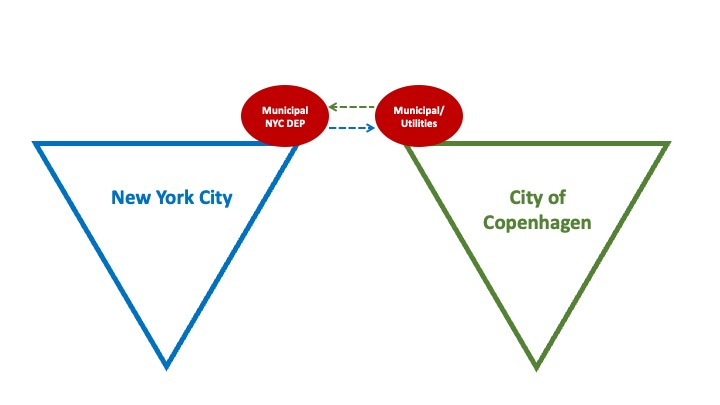 Municipal
NYC DEP
Municipal/
Utilities
New York City
City of
Copenhagen